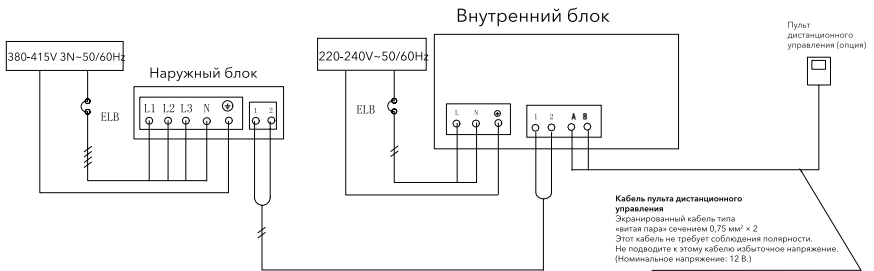 Внутренний блок
Пульт
дистанционного
управления (опция)
380-415V 3N~50/60Hz
220-240V~50/60Hz
Наружный блок
ELB
L1 L2 L3 N
1 2
ELB
L N
1 2 A B
Кабель пульта дистанционного
управления
Экранированный кабель типа
«витая пара» сечением 0,75 мм² × 2
Этот кабель не требует соблюдения полярности.
Не подводите к этому кабелю избыточное напряжение.
(Номинальное напряжение: 12 В.)